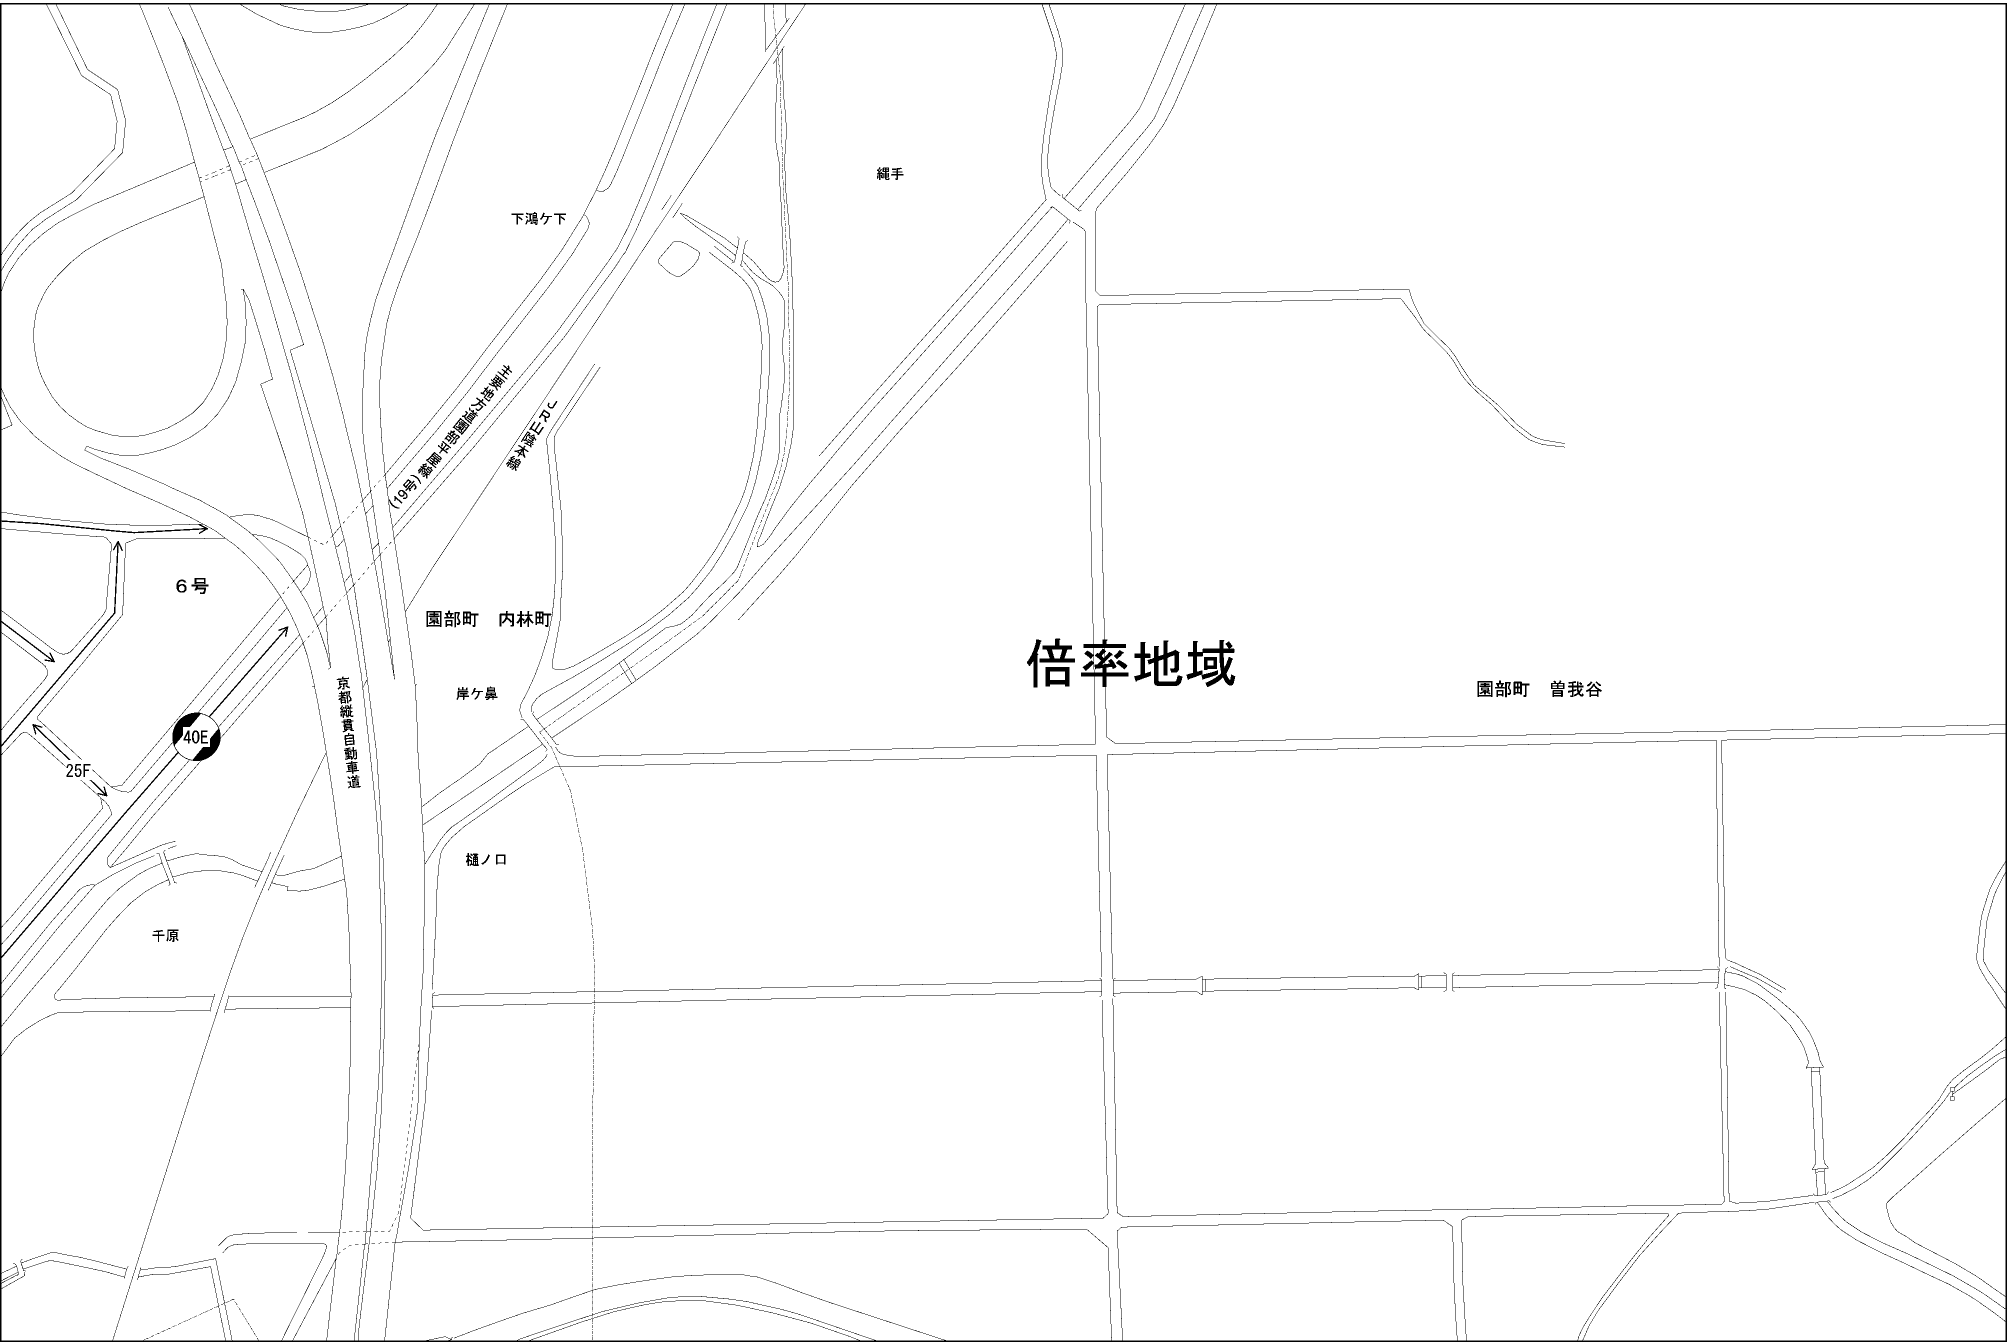 縄手
下鴻ケ下
主要地方道園部平屋線(19号)
JR山陰本線
6号
園部町 内林町
倍率地域
園部町 曽我谷
岸ケ鼻
京都縦貫自動車道
40E
25F
樋ノ口
千原